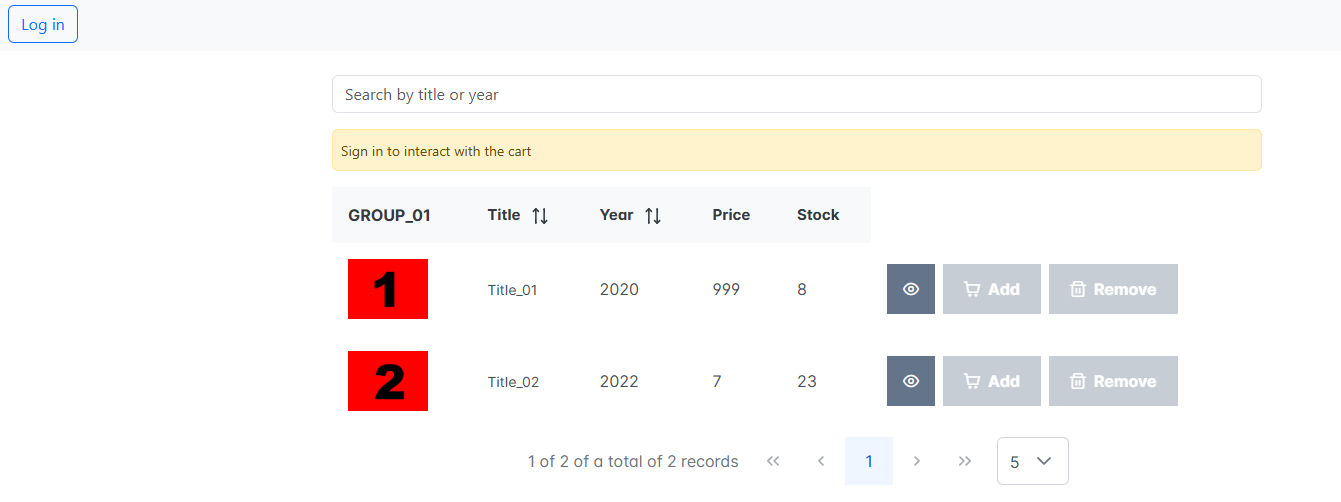 Log in
Search by title or year
Sign in to interact with the cart
GROUP_01 Title Year Price Stock
1 Title_01 2020 999 8 Add Remove
2 Title_02 2022 7 23 Add Remove
1 of 2 of a total of 2 records 1 5